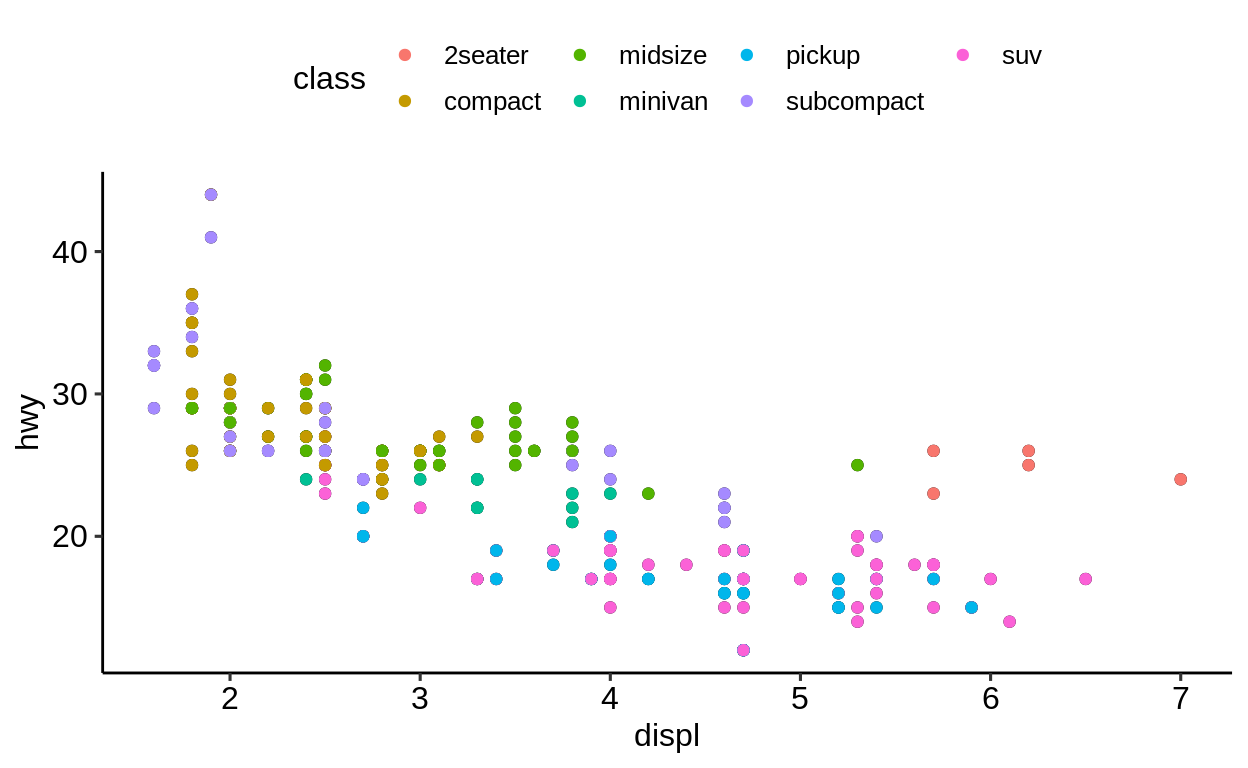 2seater midsize pickup suv
class
compact minivan subcompact
40
30
20
hwy
2 3 4 5 6 7
displ